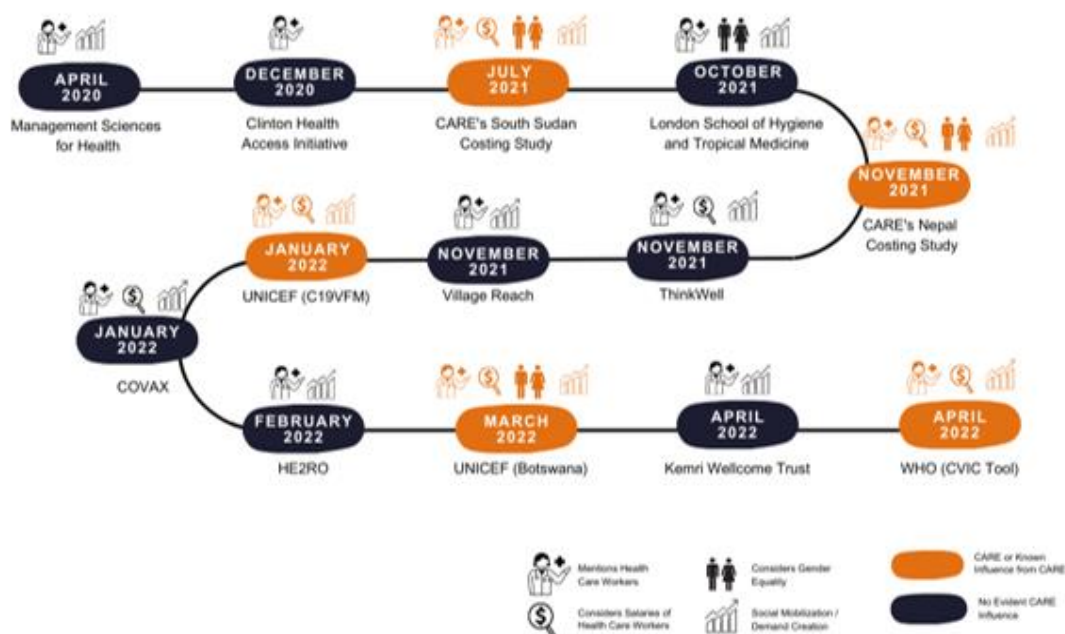 APRIL
2020
Management Sciences
for Health
DECEMBER
2020
Clinton Health
Access Initiative
JULY
2021
CARE's South Sudan
Costing Study
OCTOBER
2021
London School of Hygiene
and Tropical Medicine
NOVEMBER
2021
CARE's Nepal
Costing Study
JANUARY
2022
UNICEF (C19VFM)
NOVEMBER
2021
Village Reach
NOVEMBER
2021
ThinkWell
JANUARY
2022
COVAX
FEBRUARY
2022
HE2RO
MARCH
2022
UNICEF (Botswana)
APRIL
2022
Kemri Wellcome Trust
APRIL
2022
WHO (CVIC Tool)
Mentions Health
Care Workers
Considers Gender
Equality
CARE or Known
Influence from CARE
Considers Salaries of
Health Care Workers
Social Mobilization /
Demand Creation
No Evident CARE
Influence